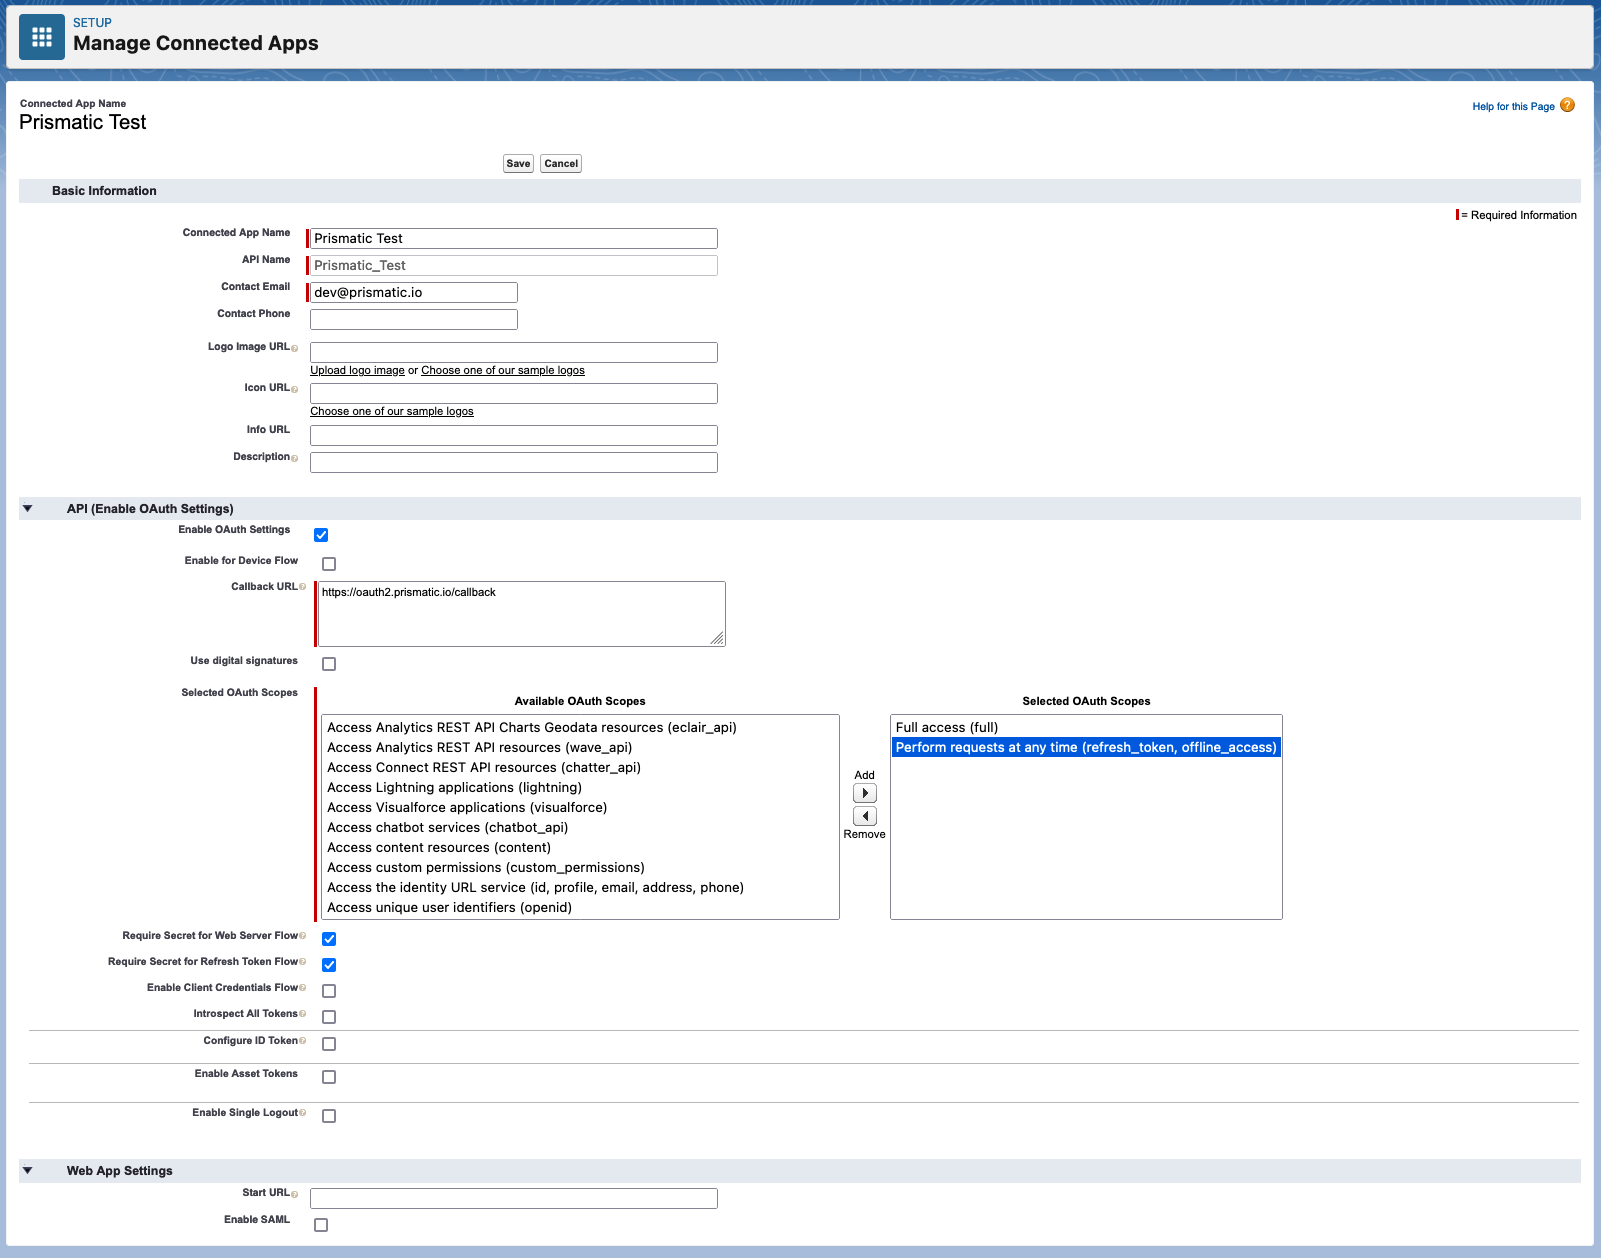 SETUP
Manage Connected Apps
Connected App Name
Prismatic Test
Help for this Page ?
Save Cancel
Basic Information
= Required Information
Connected App Name Prismatic Test
API Name Prismatic_Test
Contact Email dev@prismatic.io
Contact Phone
Logo Image URL ?
Upload logo image or Choose one of our sample logos
Icon URL ?
Choose one of our sample logos
Info URL
Description ?
API (Enable OAuth Settings)
Enable OAuth Settings
Enable for Device Flow
Callback URL ? https://oauth2.prismatic.io/callback
Use digital signatures
Selected OAuth Scopes
Available OAuth Scopes
Access Analytics REST API Charts Geodata resources (eclair_api)
Access Analytics REST API resources (wave_api)
Access Connect REST API resources (chatter_api)
Access Lightning applications (lightning)
Access Visualforce applications (visualforce)
Access chatbot services (chatbot_api)
Access content resources (content)
Access custom permissions (custom_permissions)
Access the identity URL service (id, profile, email, address, phone)
Access unique user identifiers (openid)
Add
Remove
Selected OAuth Scopes
Full access (full)
Perform requests at any time (refresh_token, offline_access)
Require Secret for Web Server Flow ?
Require Secret for Refresh Token Flow ?
Enable Client Credentials Flow ?
Introspect All Tokens ?
Configure ID Token ?
Enable Asset Tokens
Enable Single Logout ?
Web App Settings
Start URL ?
Enable SAML